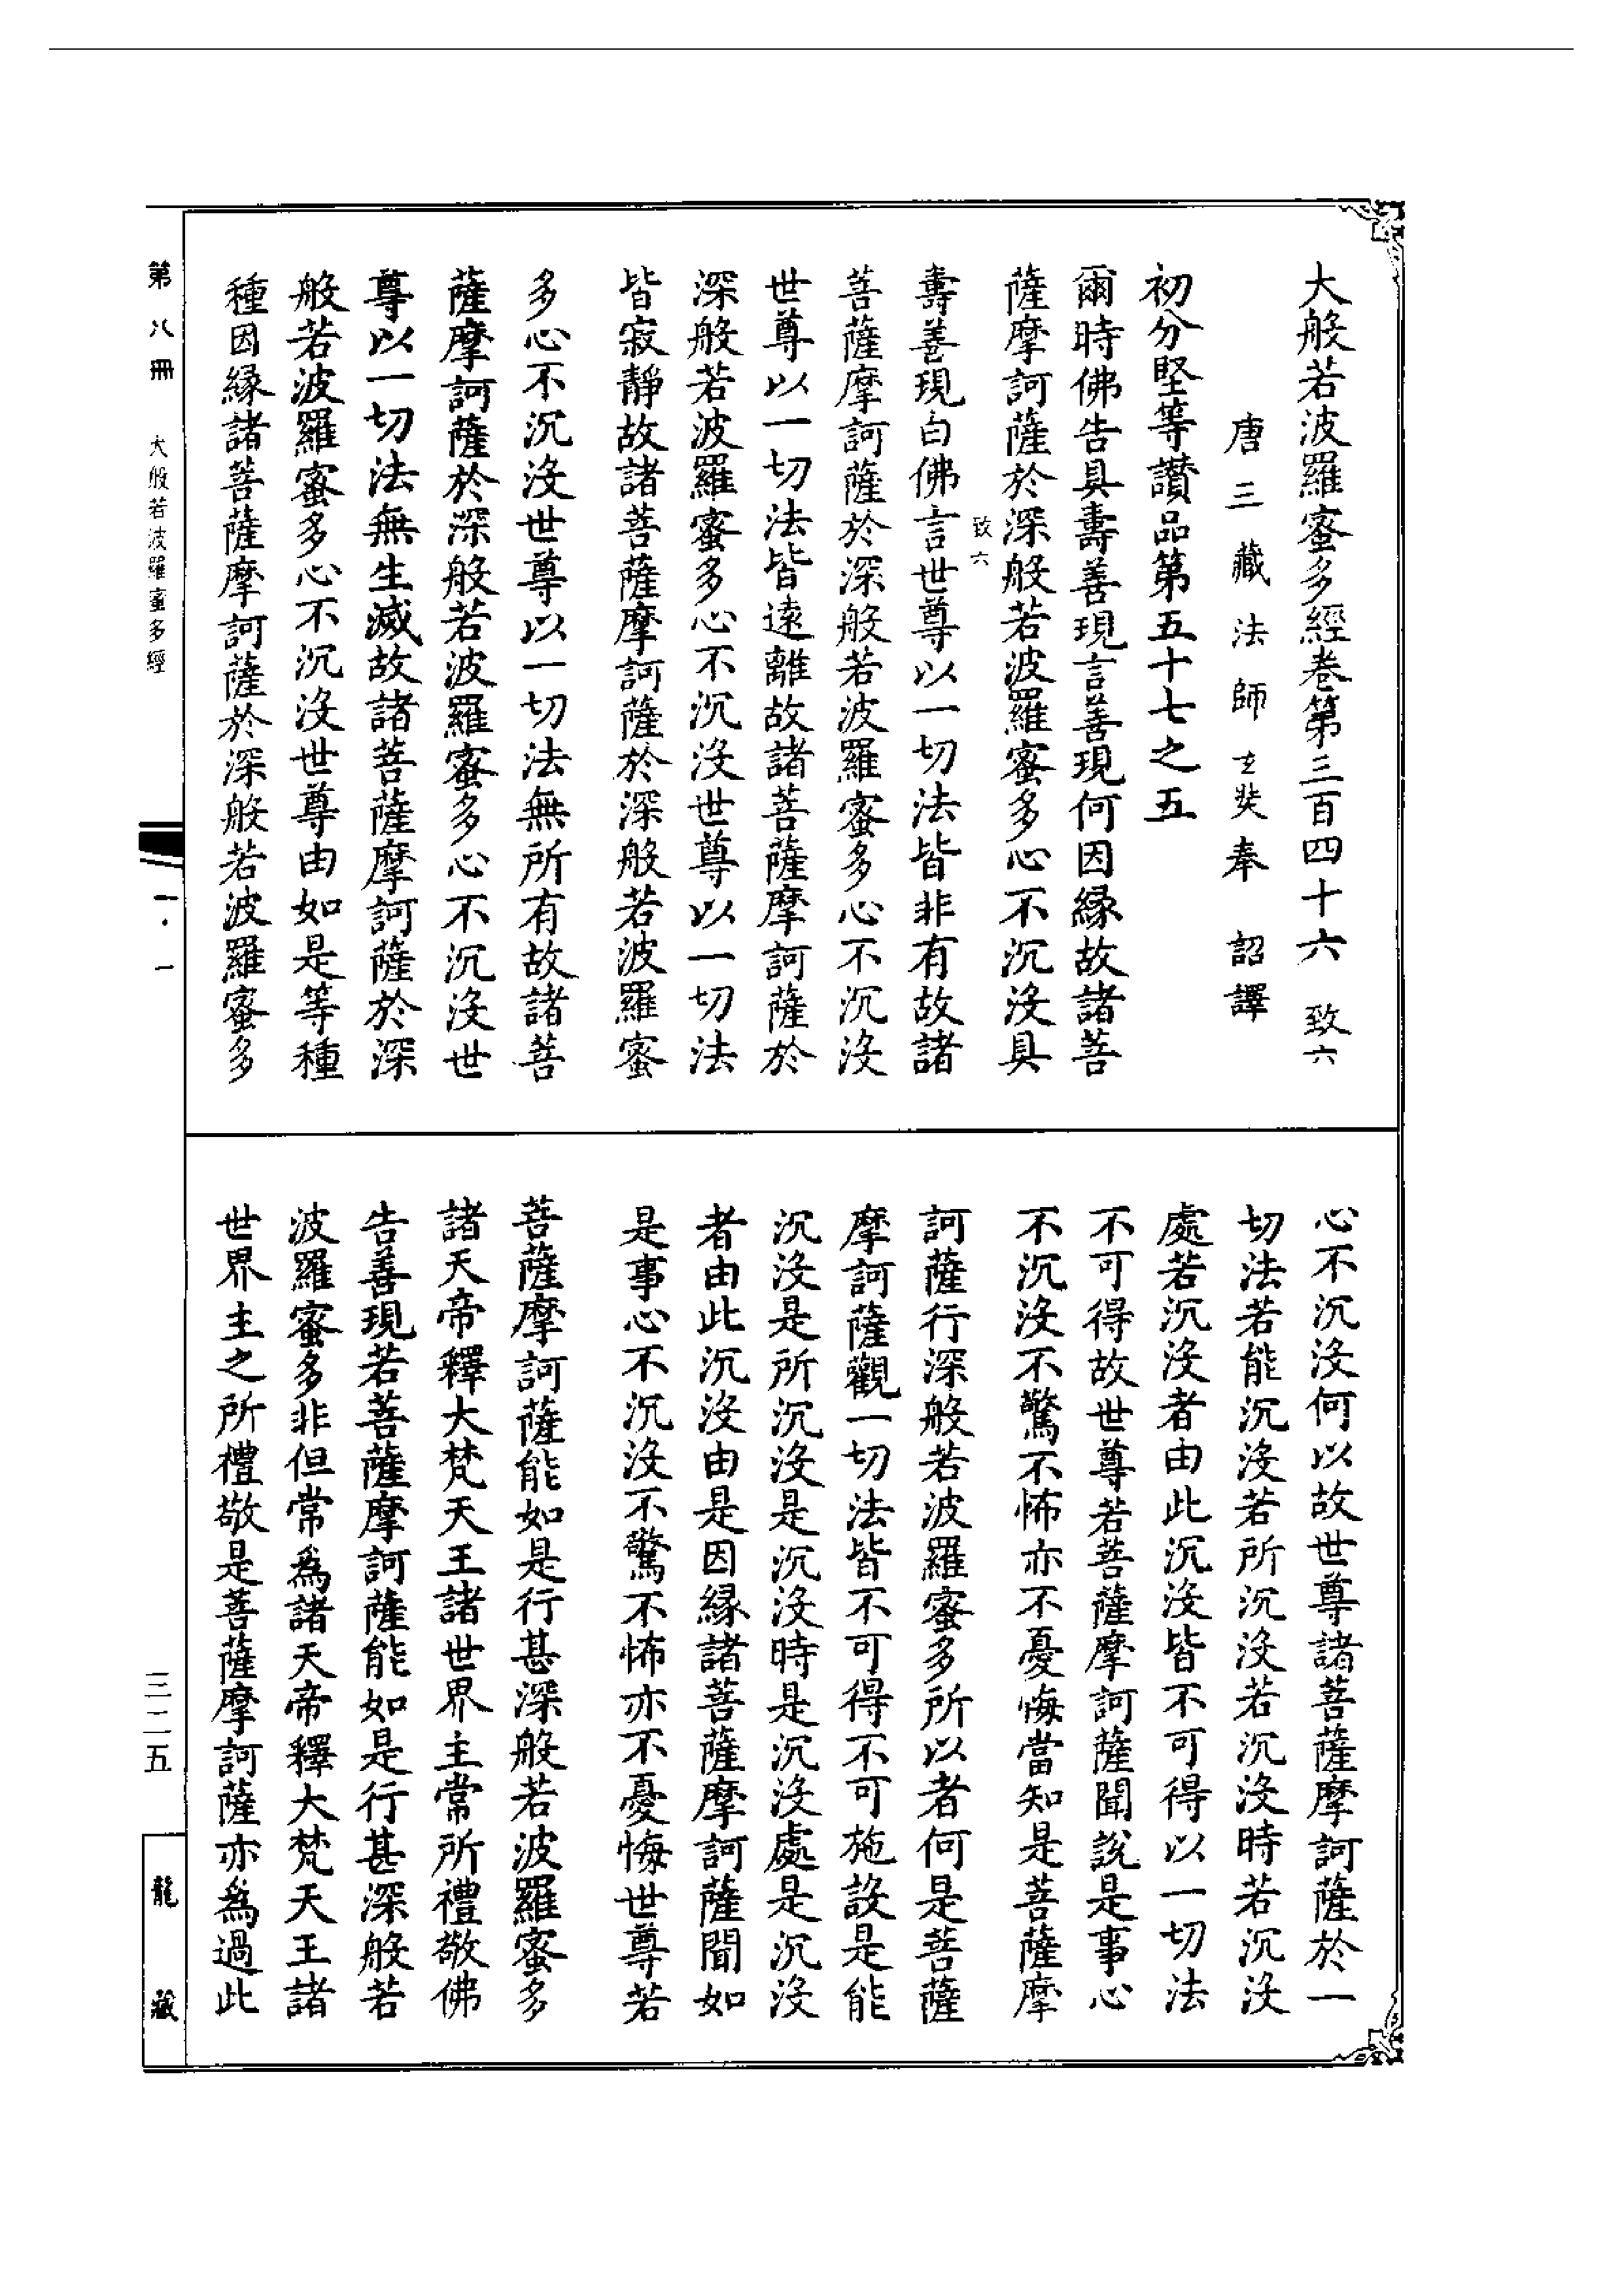 大般若波羅蜜多經卷第三百四十六　致六
唐三藏法師玄奘奉　詔譯
初分堅等讚品第五十七之五
爾時佛告具壽善現言善現何因緣故諸菩
薩摩訶薩於深般若波羅蜜多心不沉沒具
致六
壽善現白佛言世尊以一切法皆非有故諸
菩薩摩訶薩於深般若波羅蜜多心不沉沒
世尊以一切法皆遠離故諸菩薩摩訶薩於
深般若波羅蜜多心不沉沒世尊以一切法
皆寂靜故諸菩薩摩訶薩於深般若波羅蜜
多心不沉沒世尊以一切法無所有故諸菩
薩摩訶薩於深般若波羅蜜多心不沉沒世
尊以一切法無生滅故諸菩薩摩訶薩於深
般若波羅蜜多心不沉沒世尊由如是等種
種因緣諸菩薩摩訶薩於深般若波羅蜜多
心不沉沒何以故世尊諸菩薩摩訶薩於一
切法若能沉沒若所沉沒若沉沒時若沉沒
處若沉沒者由此沉沒皆不可得以一切法
不可得故世尊若菩薩摩訶薩聞說是事心
不沉沒不驚不怖亦不憂悔當知是菩薩摩
訶薩行深般若波羅蜜多所以者何是菩薩
摩訶薩觀一切法皆不可得不可施設是能
沉沒是所沉沒是沉沒時是沉沒處是沉沒
者由此沉沒由是因緣諸菩薩摩訶薩聞如
是事心不沉沒不驚不怖亦不憂悔世尊若
菩薩摩訶薩能如是行甚深般若波羅蜜多
諸天帝釋大梵天王諸世界主常所禮敬佛
告善現若菩薩摩訶薩能如是行甚深般若
波羅蜜多非但常爲諸天帝釋大梵天王諸
世界主之所禮敬是菩薩摩訶薩亦爲過此
第八冊　大般若波羅蜜多經
一・一
三二五
龍藏